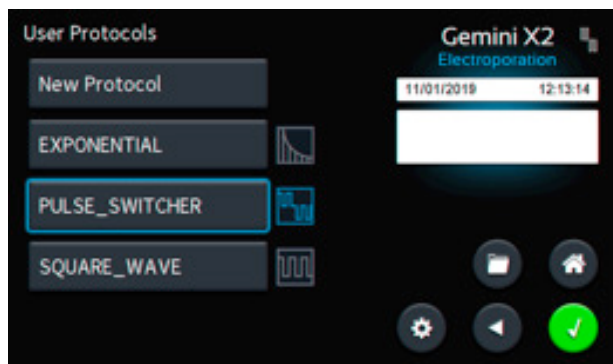 User Protocols
New Protocol
EXPONENTIAL
PULSE_SWITCHER
SQUARE_WAVE
Gemini X2
Electroporation
11/01/2019 12:13:14